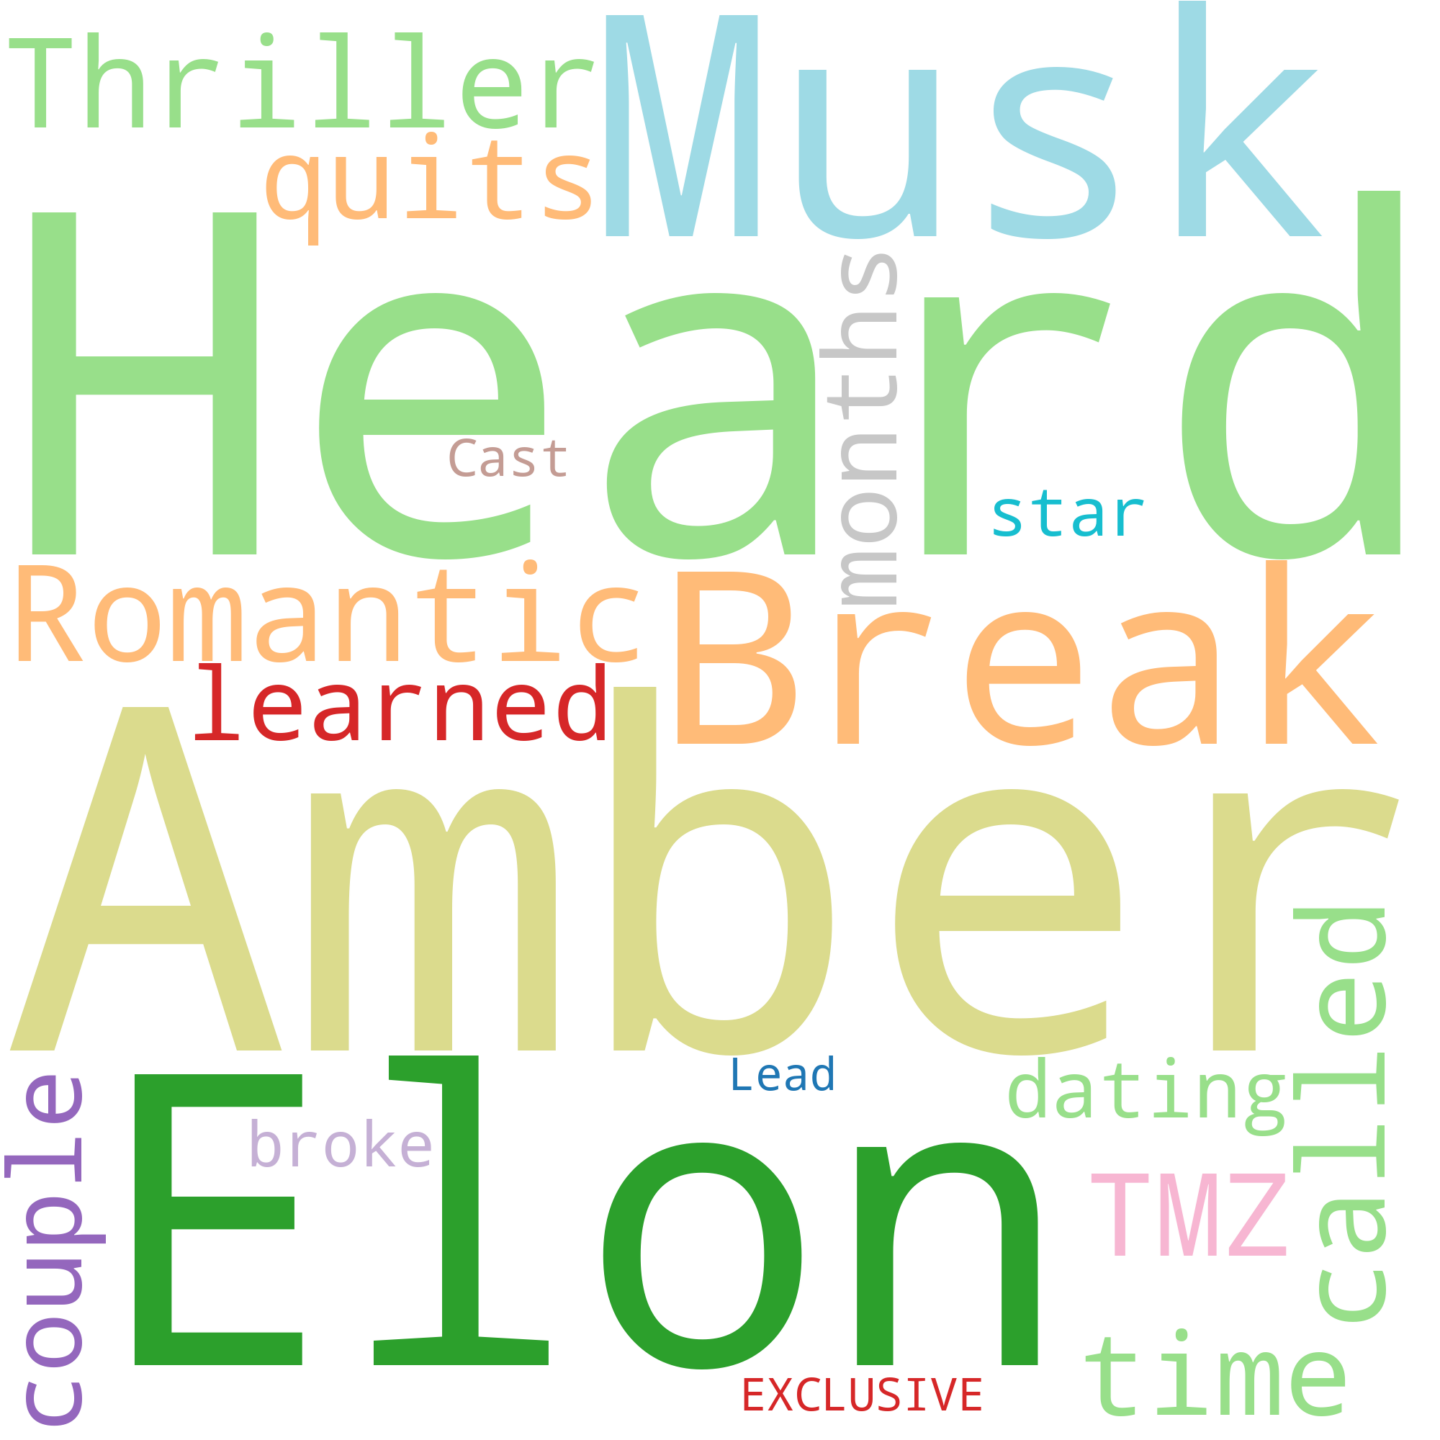 Thriller
Musk
quits
Heard
months
Cast
star
Romantic
Break
learned
Amber
called
couple
Elon
Lead
dating
broke
TMZ
time
EXCLUSIVE